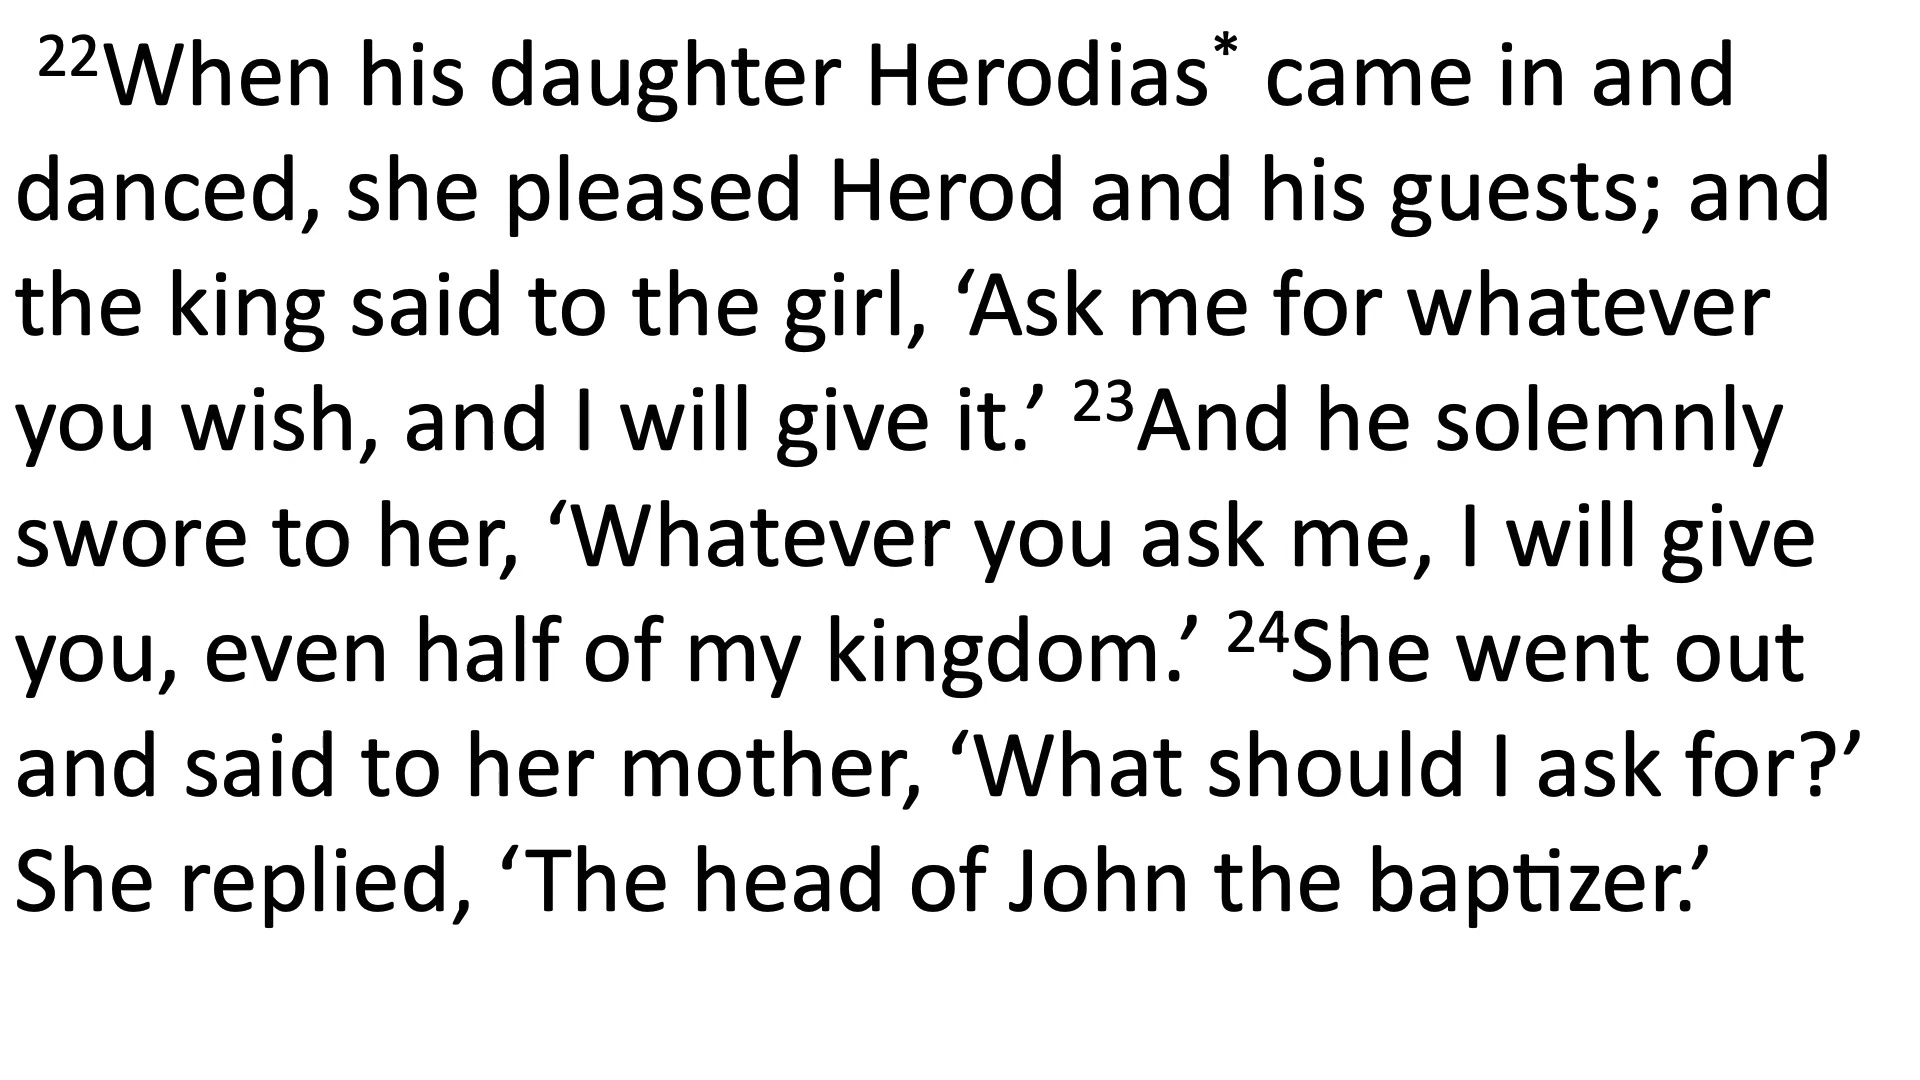 ²²When his daughter Herodias* came in and
danced, she pleased Herod and his guests; and
the king said to the girl, ‘Ask me for whatever
you wish, and I will give it.’ ²³And he solemnly
swore to her, ‘Whatever you ask me, I will give
you, even half of my kingdom.’ ²⁴She went out
and said to her mother, ‘What should I ask for?’
She replied, ‘The head of John the baptizer.’